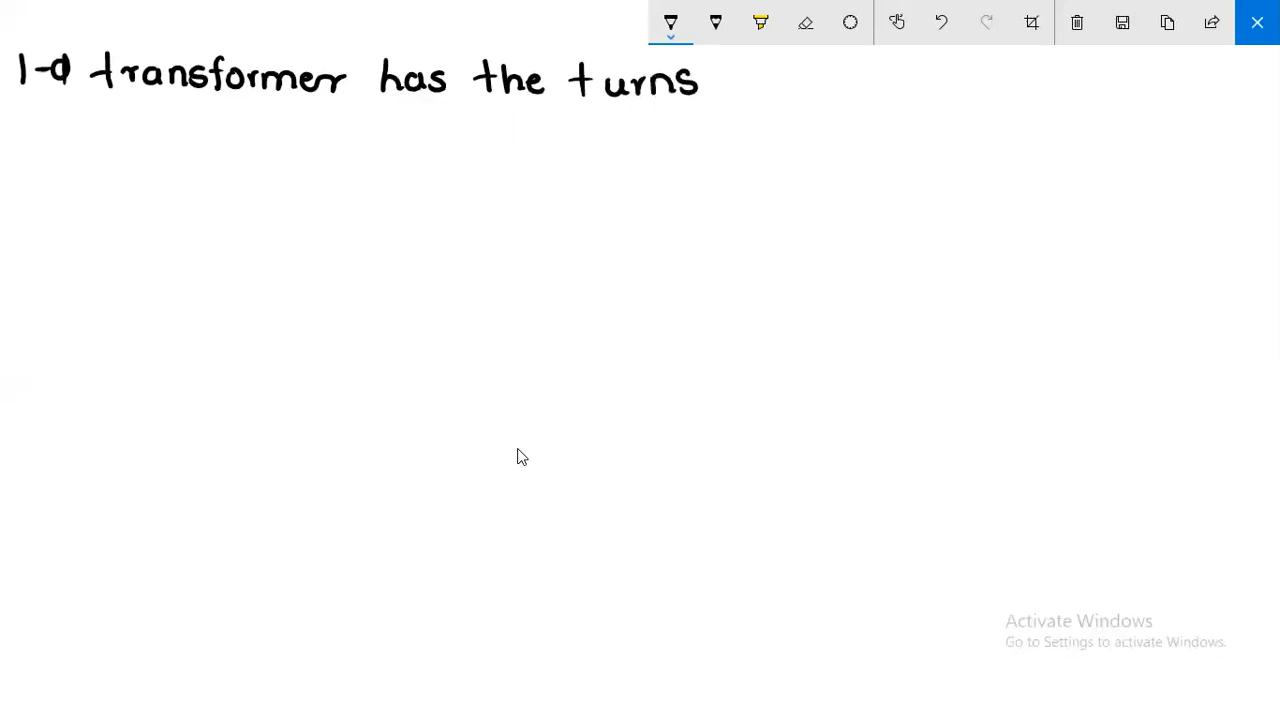 1-ϕ transformer has the turns
Activate Windows
Go to Settings to activate Windows.